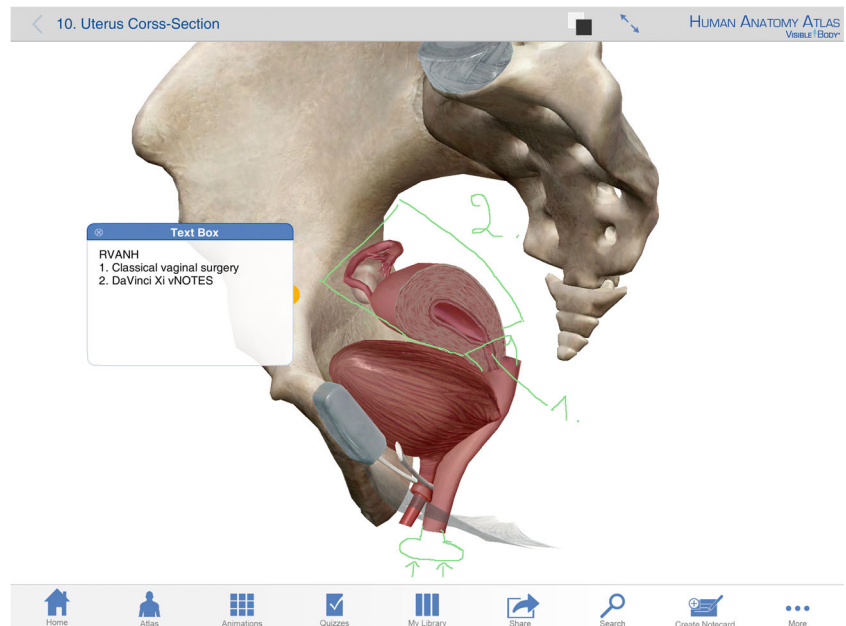 10. Uterus Corss-Section
HUMAN ANATOMY ATLAS
VISIBLE BODY
Text Box
RVANH
1. Classical vaginal surgery
2. DaVinci Xi vNOTES
2.
1.
Home
Atlas
Animations
Quizzes
My Library
Share
Search
Create Notecard
More